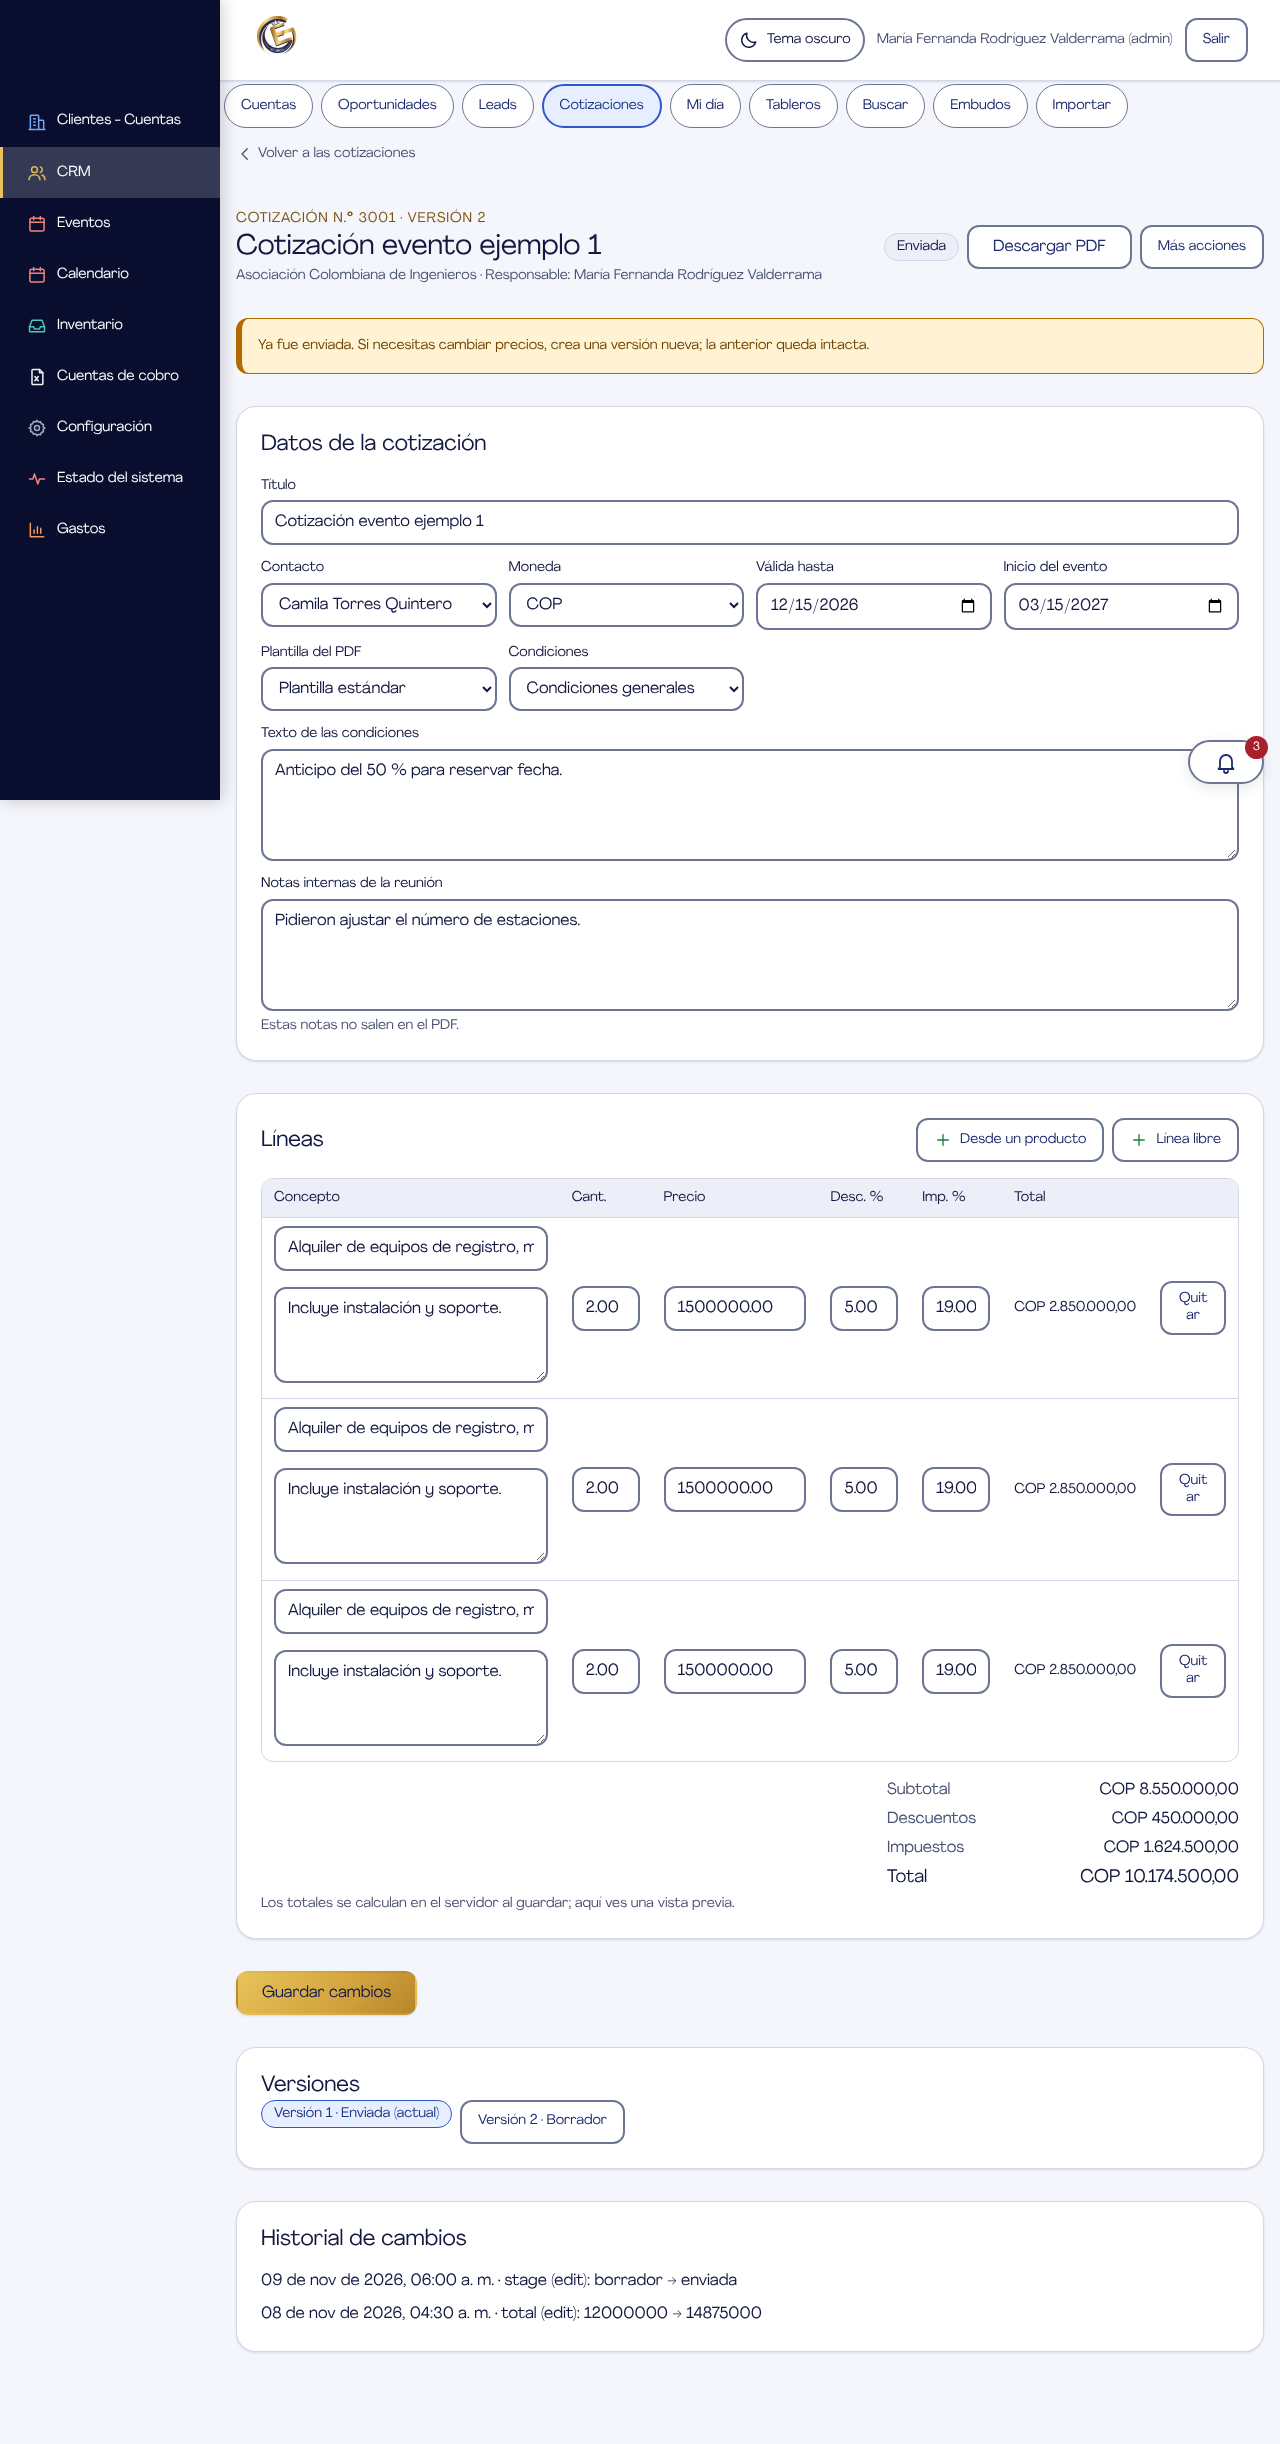 Tema oscuro
María Fernanda Rodríguez Valderrama (admin)
Salir
Clientes - Cuentas
CRM
Eventos
Calendario
Inventario
Cuentas de cobro
Configuración
Estado del sistema
Gastos
Cuentas
Oportunidades
Leads
Cotizaciones
Mi día
Tableros
Buscar
Embudos
Importar
Volver a las cotizaciones
COTIZACIÓN N.º 3001 · VERSIÓN 2
Cotización evento ejemplo 1
Asociación Colombiana de Ingenieros · Responsable: María Fernanda Rodríguez Valderrama
Enviada
Descargar PDF
Más acciones
Ya fue enviada. Si necesitas cambiar precios, crea una versión nueva; la anterior queda intacta.
Datos de la cotización
Título
Cotización evento ejemplo 1
Contacto
Moneda
Válida hasta
Inicio del evento
Camila Torres Quintero
COP
12/15/2026
03/15/2027
Plantilla del PDF
Condiciones
Plantilla estándar
Condiciones generales
Texto de las condiciones
Anticipo del 50 % para reservar fecha.
3
Notas internas de la reunión
Pidieron ajustar el número de estaciones.
Estas notas no salen en el PDF.
Líneas
Desde un producto
Línea libre
Concepto Cant. Precio Desc. % Imp. % Total
Alquiler de equipos de registro, m
Incluye instalación y soporte.
2.00 1500000.00 5.00 19.00 COP 2.850.000,00
Quit
ar
Alquiler de equipos de registro, m
Incluye instalación y soporte.
2.00 1500000.00 5.00 19.00 COP 2.850.000,00
Quit
ar
Alquiler de equipos de registro, m
Incluye instalación y soporte.
2.00 1500000.00 5.00 19.00 COP 2.850.000,00
Quit
ar
Subtotal COP 8.550.000,00
Descuentos COP 450.000,00
Impuestos COP 1.624.500,00
Total COP 10.174.500,00
Los totales se calculan en el servidor al guardar; aquí ves una vista previa.
Guardar cambios
Versiones
Versión 1 · Enviada (actual)
Versión 2 · Borrador
Historial de cambios
09 de nov de 2026, 06:00 a. m. · stage (edit): borrador → enviada
08 de nov de 2026, 04:30 a. m. · total (edit): 12000000 → 14875000